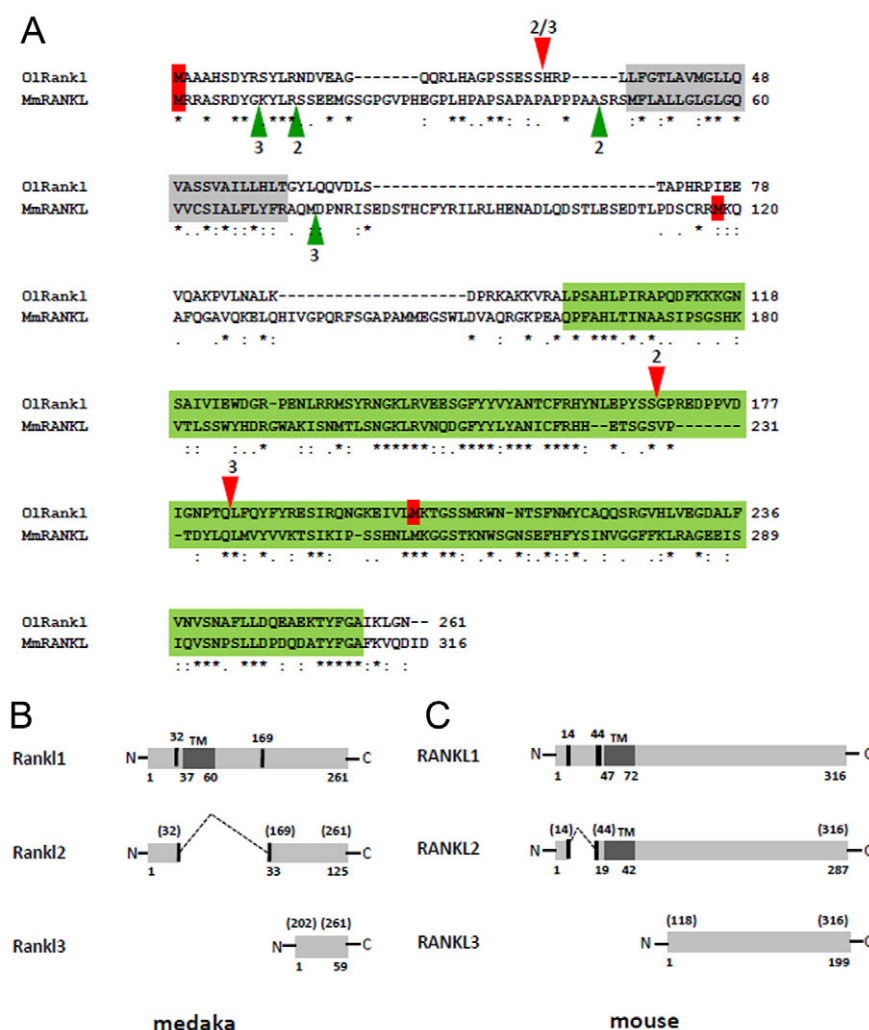 A
2/3
OlRankl MAAAHSDYRSYLRNDVEAG-------QQRLHAGPSSESSHRP-----LLFGTLAVMGLLQ 48
MmRANKL MRRASRDYGKYLRSSEEMGSGPGVPHEGPLHPAPSAPAPAPPPAASRSMFLALLGLGLGQ 60
3 2 2
OlRankl VASSVAILLHLTGYLQQVDLS------------------------------TAPHRPIEE 78
MmRANKL VVCSIALFLYFRAQMDPNRISEDSTHCFYRILRLHENADLQDSTLESEDTLPDSCRRMKQ 120
3
OlRankl VQAKPVLNALK--------------------DPRKAKKVRALPSAHLPIRAPQDFKKKGN 118
MmRANKL AFQGAVQKELQHIVGPQRFSGAPAMMEGSWLDVAQRGKPEAQPFAHLTINAASIPSGSHK 180
2
OlRankl SAIVIEWDGR-PENLRRMSYRNGKLRVEESGFYYVYANTCFRHYNLEPYSSGPREDPPVD 177
MmRANKL VTLSSWYHDRGWAKISNMTLSNGKLRVNQDGFYYLYANICFRHH--ETSGSVP------- 231
3
OlRankl IGNPTQLFQYFYRESIRQNGKEIVLMKTGSSMRWN-NTSFNMYCAQQSRGVHLVEGDALF 236
MmRANKL -TDYLQLMVYVVKTSIKIP-SSHNLMKGGSTKNWSGNSEFHFYSINVGGFFKLRAGEEIS 289
OlRankl VNVSNAFLLDQEAEKTYFGAIKLGN-- 261
MmRANKL IQVSNPSLLDPDQDATYFGAFKVQDID 316
B
Rankl1 N C
32 TM 169
1 37 60 261
Rankl2 N C
(32) (169) (261)
1 33 125
Rankl3 N C
(202) (261)
1 59
medaka
C
RANKL1 N C
14 44 TM
1 47 72 316
RANKL2 N C
(14) (44) TM (316)
1 19 42 287
RANKL3 N C
(118) (316)
1 199
mouse